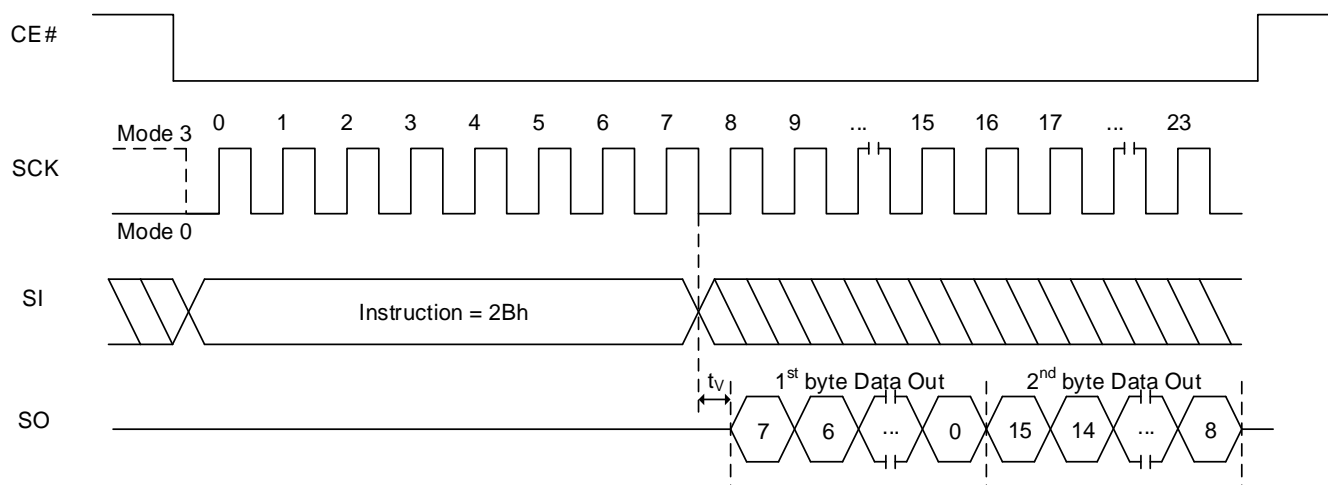 CE#
0 1 2 3 4 5 6 7 8 9 ... 15 16 17 ... 23
Mode 3
SCK
Mode 0
SI
Instruction = 2Bh
tV 1st byte Data Out 2nd byte Data Out
SO
7 6 ... 0 15 14 ... 8